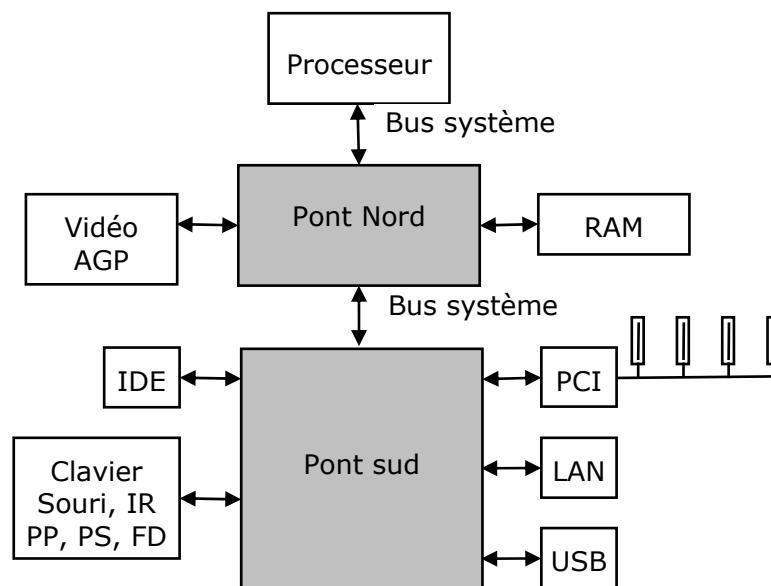 Processeur
Bus système
Pont Nord
Vidéo
AGP
RAM
Bus système
IDE
PCI
Clavier
Souri, IR
PP, PS, FD
Pont sud
LAN
USB